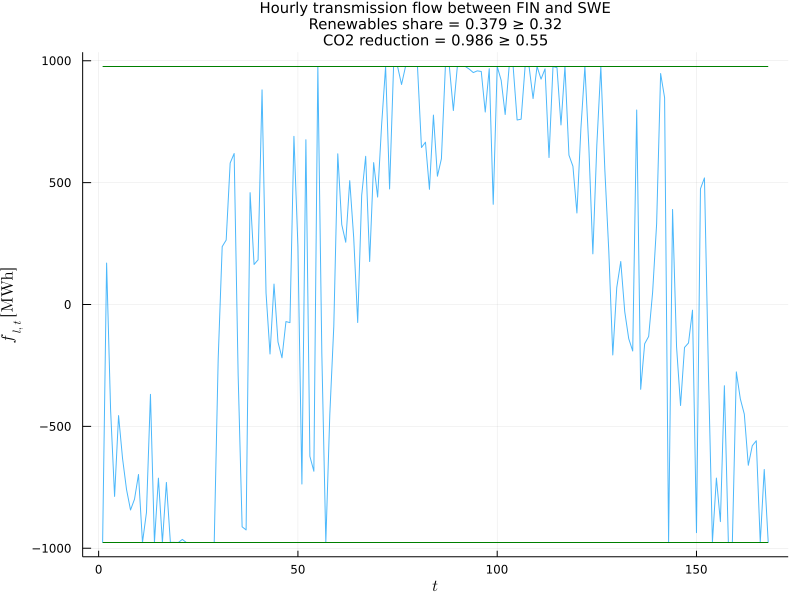 Hourly transmission flow between FIN and SWE
Renewables share = 0.379 ≥ 0.32
CO2 reduction = 0.986 ≥ 0.55
1000
500
0
−500
−1000
f_{l,t} [MWh]
0
50
100
150
t